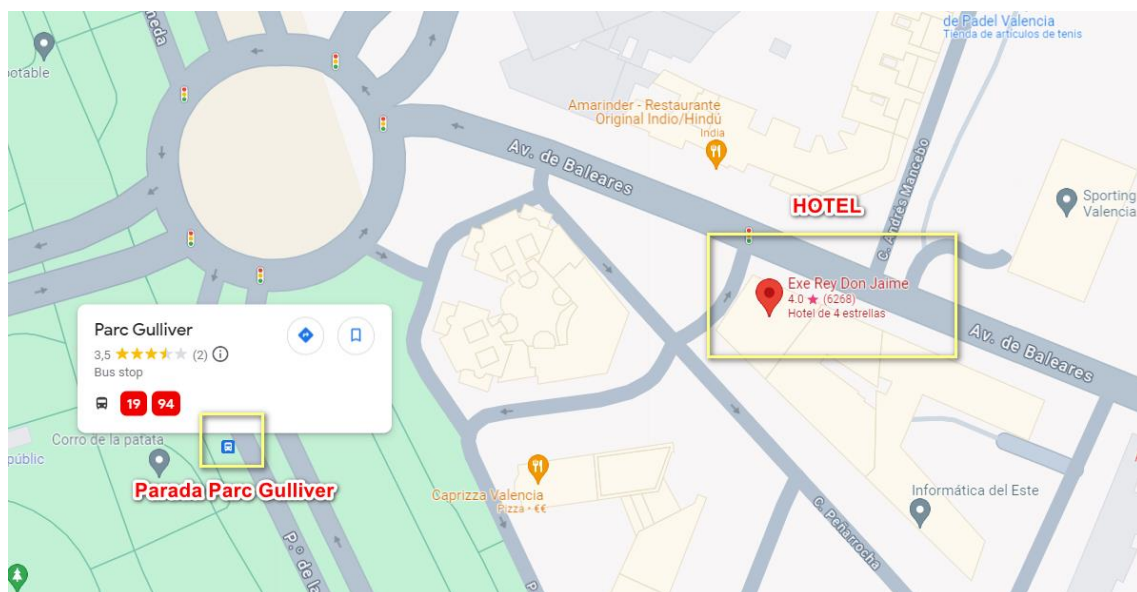 de Pádel Valencia
Tienda de artículos de tenis
Amarinder - Restaurante
Original Indio/Hindú
India
Av. de Baleares
C. Andrés Mancebo
HOTEL
Sporting
Valencia
Exe Rey Don Jaime
4.0 ★ (6268)
Hotel de 4 estrellas
Av. de Baleares
Parc Gulliver
3,5 ★★★★★ (2)
Bus stop
19 94
Corro de la patata
Parada Parc Gulliver
Caprizza Valencia
Pizza • €€
Informática del Este
C. Peñarrocha
P.º de la